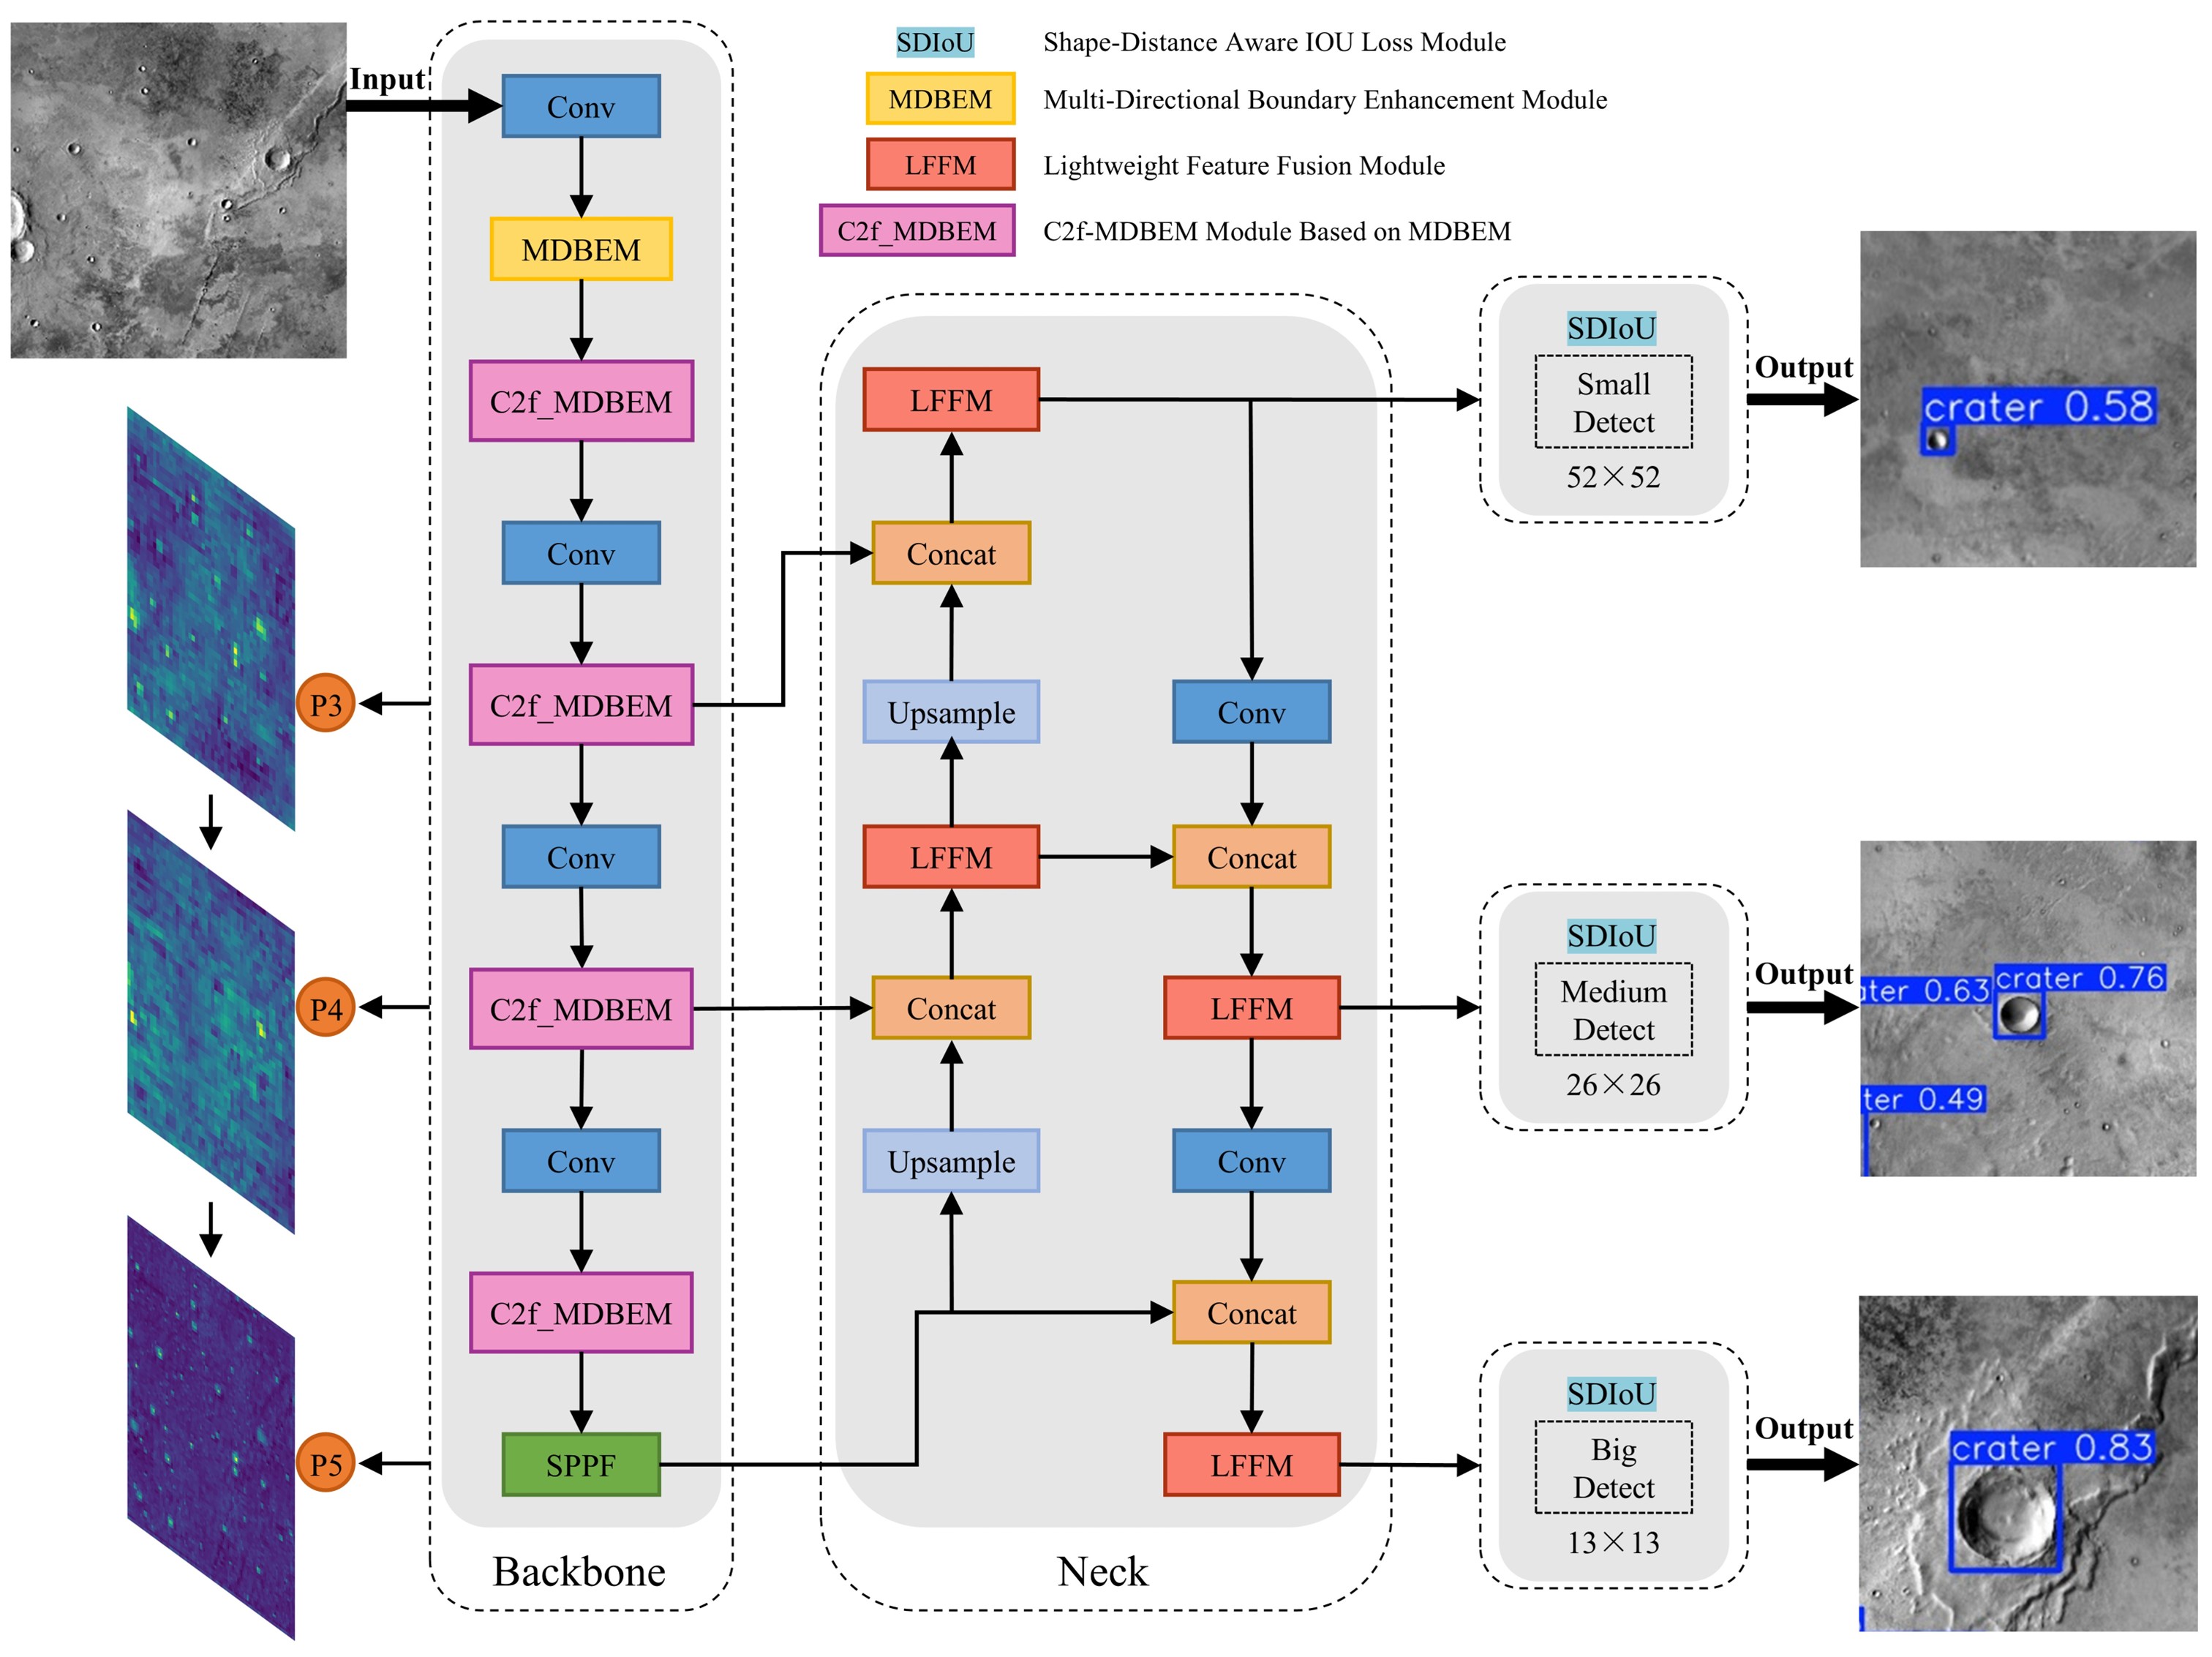 Input
Conv
MDBEM
C2f_MDBEM
Conv
C2f_MDBEM
Conv
C2f_MDBEM
Conv
C2f_MDBEM
SPPF
Backbone
P3
P4
P5
SDIoU Shape-Distance Aware IOU Loss Module
MDBEM Multi-Directional Boundary Enhancement Module
LFFM Lightweight Feature Fusion Module
C2f_MDBEM C2f-MDBEM Module Based on MDBEM
LFFM
Concat
Upsample
LFFM
Concat
Upsample
Conv
Concat
LFFM
Conv
Concat
LFFM
Neck
SDIoU
Small
Detect
52×52
Output
crater 0.58
SDIoU
Medium
Detect
26×26
Output
ater 0.63
crater 0.76
ter 0.49
SDIoU
Big
Detect
13×13
Output
crater 0.83